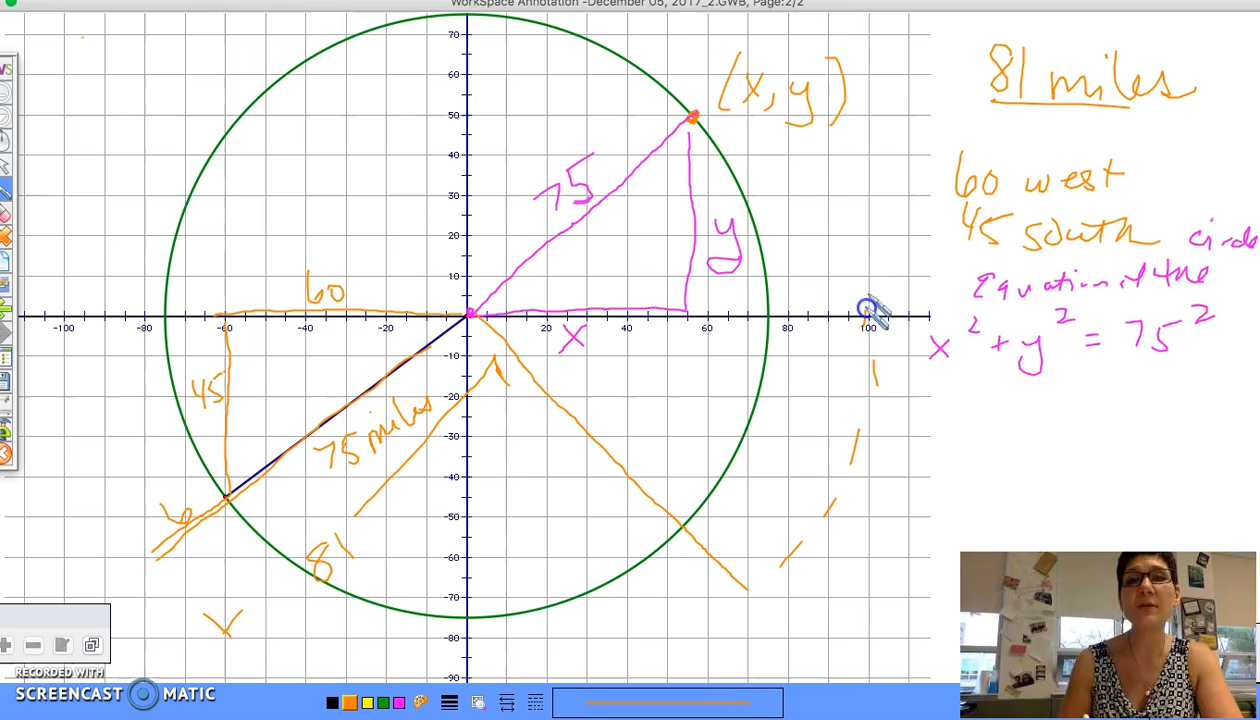 WorkSpace Annotation -December 05, 2017_2.GWB, Page:2/2
81 miles
(x, y)
60 west
45 south
circle
Equation of the
x² + y² = 75²
75
y
x
60
45
75 miles
6
81
70
60
50
40
30
20
10
-100 -80 -60 -40 -20 20 40 60 80 100
-10
-20
-30
-40
-50
-60
-70
-80
-90
RECORDED WITH
SCREENCAST MATIC